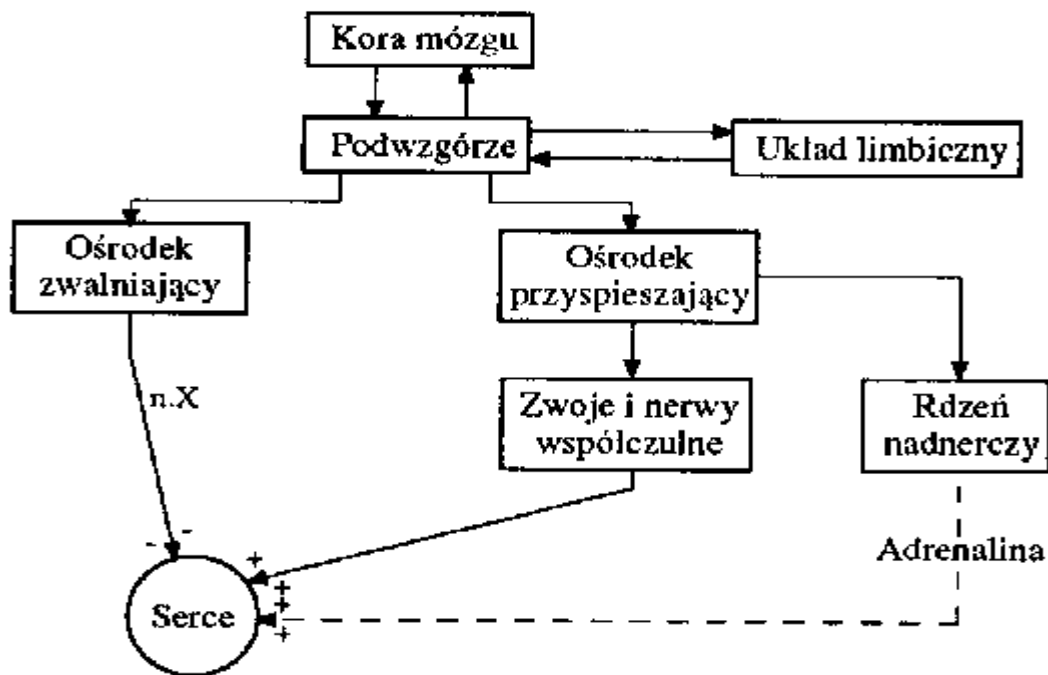 Kora mózgu
Podwzgórze
Układ limbiczny
Ośrodek
zwalniający
Ośrodek
przyspieszający
n.X
Zwoje i nerwy
współczulne
Rdzeń
nadnerczy
- -
+
+
+
+
Adrenalina
Serce